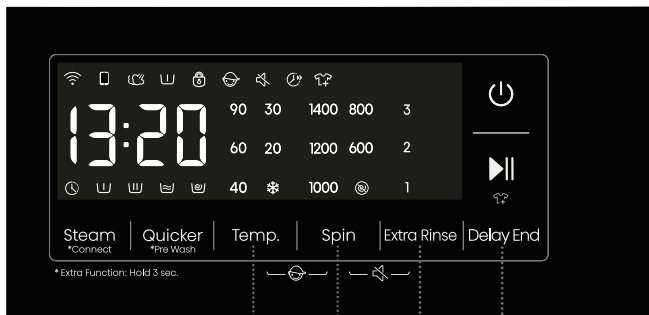 13:20
90 30 1400 800 3
60 20 1200 600 2
40 1000 1
Steam Quicker Temp. Spin Extra Rinse Delay End
*Connect *Pre Wash
* Extra Function: Hold 3 sec.